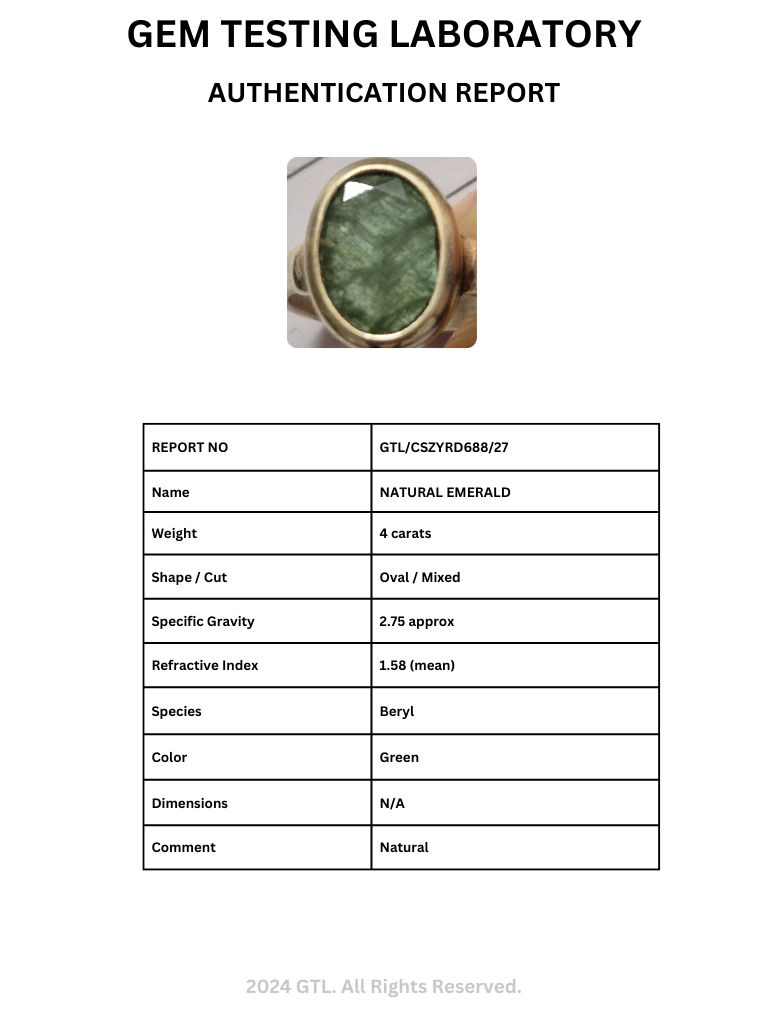 GEM TESTING LABORATORY
AUTHENTICATION REPORT
REPORT NO GTL/CSZYRD688/27
Name NATURAL EMERALD
Weight 4 carats
Shape / Cut Oval / Mixed
Specific Gravity 2.75 approx
Refractive Index 1.58 (mean)
Species Beryl
Color Green
Dimensions N/A
Comment Natural
2024 GTL. All Rights Reserved.